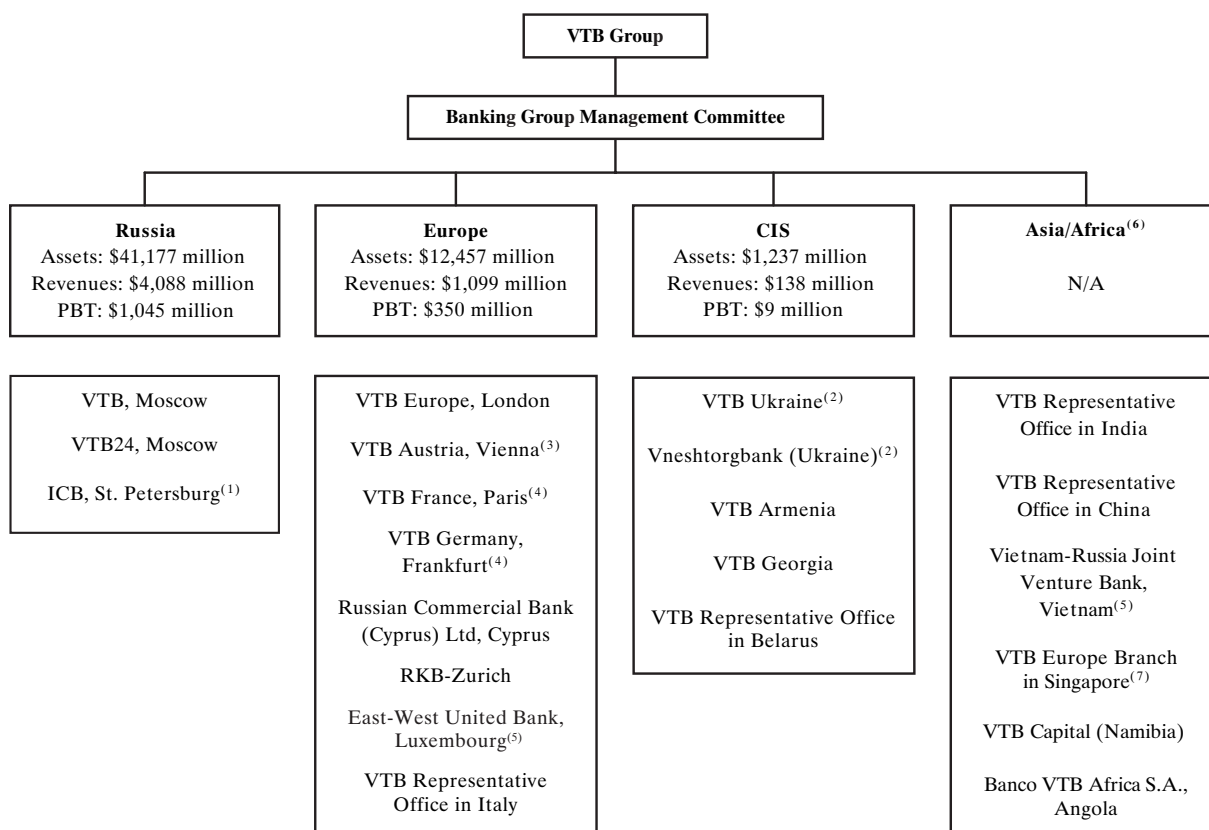 VTB Group
Banking Group Management Committee
Russia
Assets: $41,177 million
Revenues: $4,088 million
PBT: $1,045 million
Europe
Assets: $12,457 million
Revenues: $1,099 million
PBT: $350 million
CIS
Assets: $1,237 million
Revenues: $138 million
PBT: $9 million
Asia/Africa(6)
N/A
VTB, Moscow
VTB24, Moscow
ICB, St. Petersburg(1)
VTB Europe, London
VTB Austria, Vienna(3)
VTB France, Paris(4)
VTB Germany,
Frankfurt(4)
Russian Commercial Bank
(Cyprus) Ltd, Cyprus
RKB-Zurich
East-West United Bank,
Luxembourg(5)
VTB Representative
Office in Italy
VTB Ukraine(2)
Vneshtorgbank (Ukraine)(2)
VTB Armenia
VTB Georgia
VTB Representative Office
in Belarus
VTB Representative
Office in India
VTB Representative
Office in China
Vietnam-Russia Joint
Venture Bank,
Vietnam(5)
VTB Europe Branch
in Singapore(7)
VTB Capital (Namibia)
Banco VTB Africa S.A.,
Angola